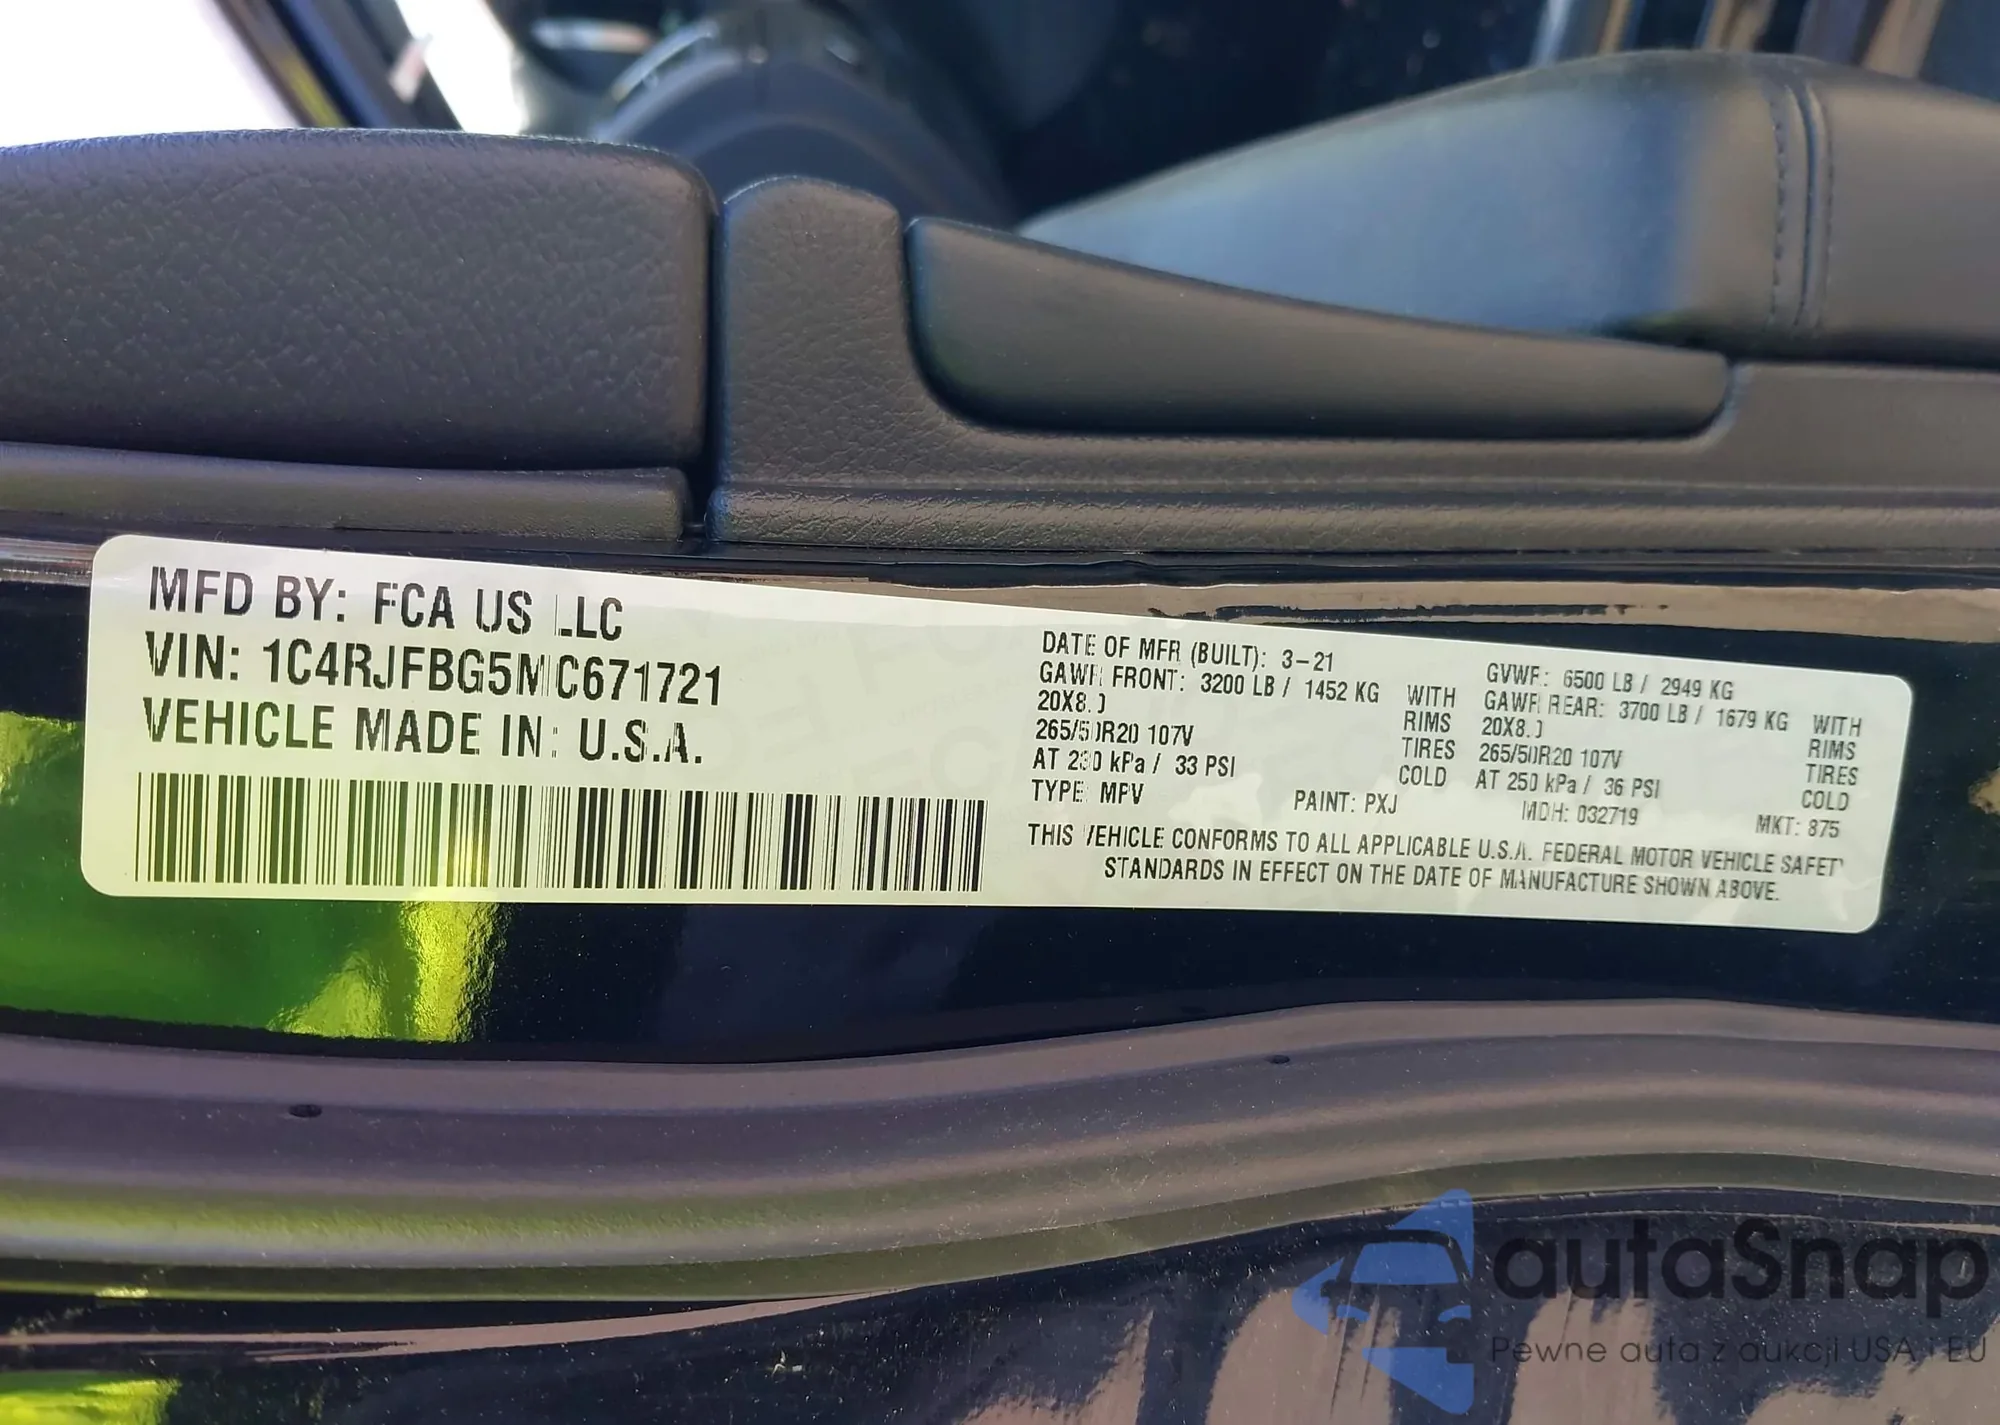 MFD BY: FCA US LLC
VIN: 1C4RJFBG5MC671721
VEHICLE MADE IN: U.S.A.
DATE OF MFR (BUILT): 3-21
GAWR FRONT: 3200 LB / 1452 KG WITH
20X8.0 RIMS
265/50R20 107V TIRES
AT 230 kPa / 33 PSI COLD
GVWR: 6500 LB / 2949 KG
GAWR REAR: 3700 LB / 1679 KG WITH
20X8.0 RIMS
265/50R20 107V TIRES
AT 250 kPa / 36 PSI COLD
TYPE: MPV PAINT: PXJ MDH: 032719 MKT: 875
THIS VEHICLE CONFORMS TO ALL APPLICABLE U.S.A. FEDERAL MOTOR VEHICLE SAFETY
STANDARDS IN EFFECT ON THE DATE OF MANUFACTURE SHOWN ABOVE.
autaSnap
Pewne auta z aukcji USA i EU